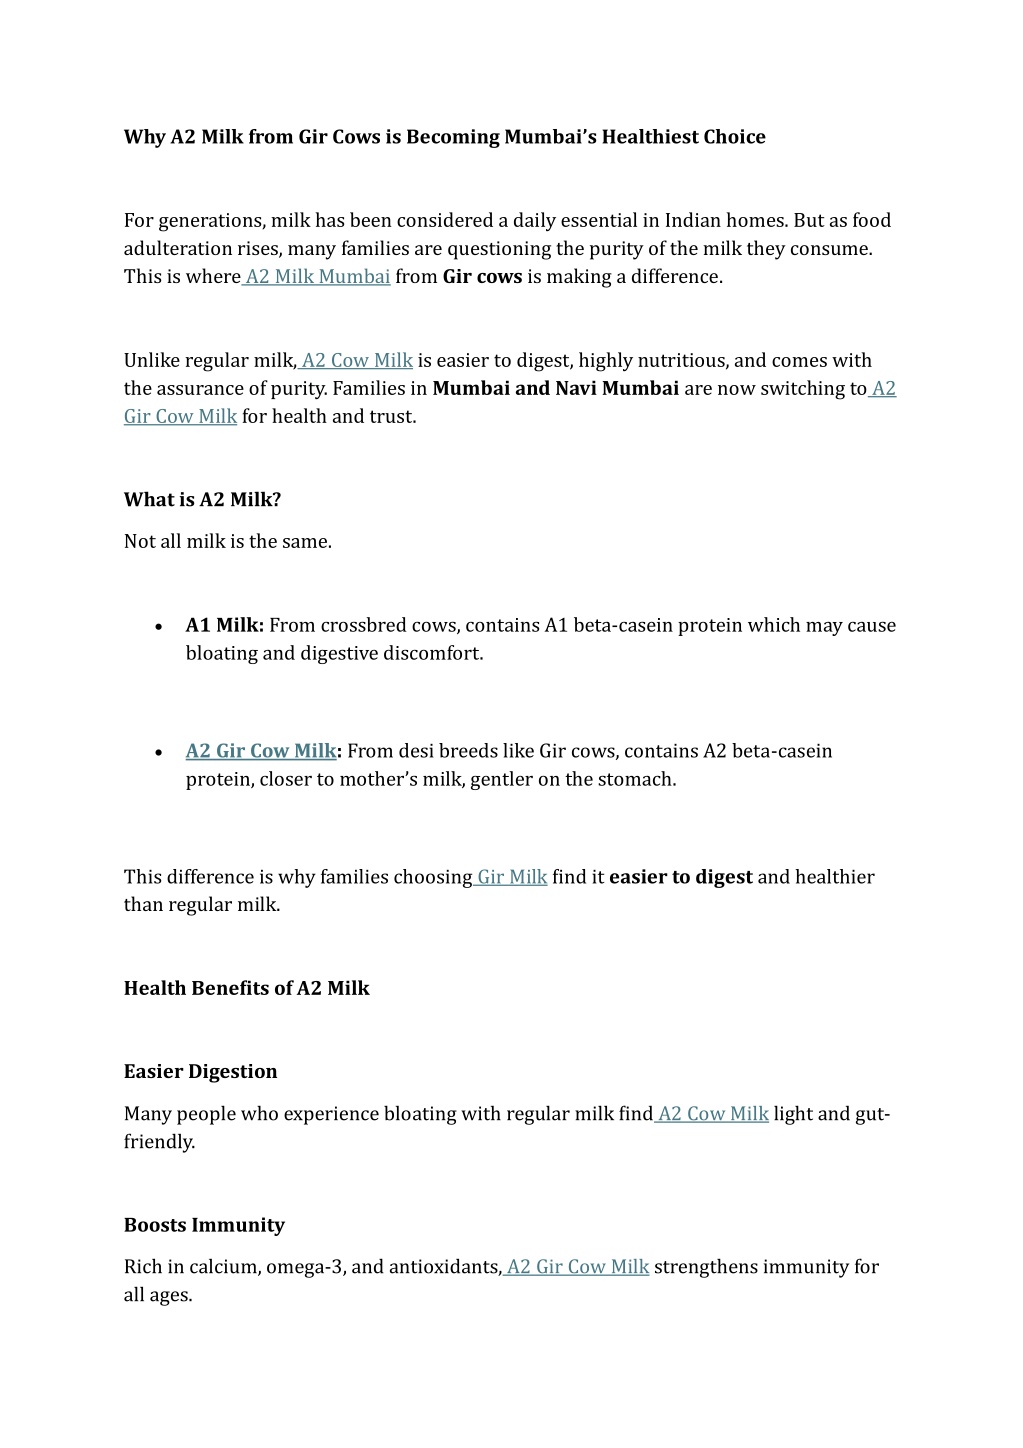 Why A2 Milk from Gir Cows is Becoming Mumbai’s Healthiest Choice
For generations, milk has been considered a daily essential in Indian homes. But as food
adulteration rises, many families are questioning the purity of the milk they consume.
This is where A2 Milk Mumbai from Gir cows is making a difference.
Unlike regular milk, A2 Cow Milk is easier to digest, highly nutritious, and comes with
the assurance of purity. Families in Mumbai and Navi Mumbai are now switching to A2
Gir Cow Milk for health and trust.
What is A2 Milk?
Not all milk is the same.
• A1 Milk: From crossbred cows, contains A1 beta-casein protein which may cause
bloating and digestive discomfort.
• A2 Gir Cow Milk: From desi breeds like Gir cows, contains A2 beta-casein
protein, closer to mother’s milk, gentler on the stomach.
This difference is why families choosing Gir Milk find it easier to digest and healthier
than regular milk.
Health Benefits of A2 Milk
Easier Digestion
Many people who experience bloating with regular milk find A2 Cow Milk light and gut-
friendly.
Boosts Immunity
Rich in calcium, omega-3, and antioxidants, A2 Gir Cow Milk strengthens immunity for
all ages.